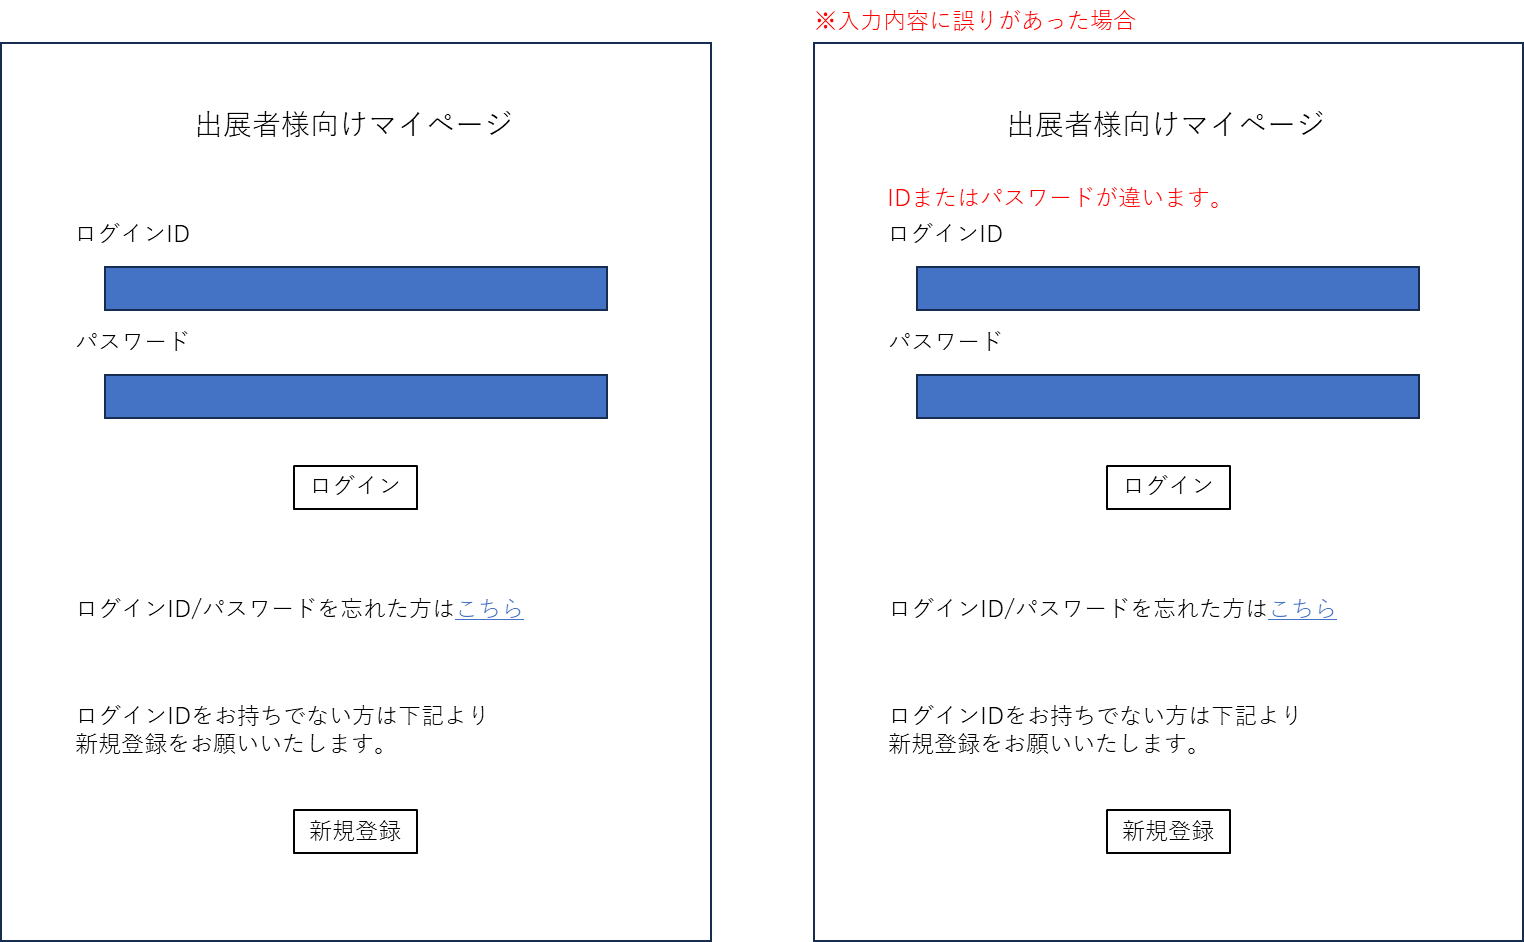 出展者様向けマイページ
ログインID
パスワード
ログイン
ログインID/パスワードを忘れた方はこちら
ログインIDをお持ちでない方は下記より
新規登録をお願いいたします。
新規登録
※入力内容に誤りがあった場合
出展者様向けマイページ
IDまたはパスワードが違います。
ログインID
パスワード
ログイン
ログインID/パスワードを忘れた方はこちら
ログインIDをお持ちでない方は下記より
新規登録をお願いいたします。
新規登録